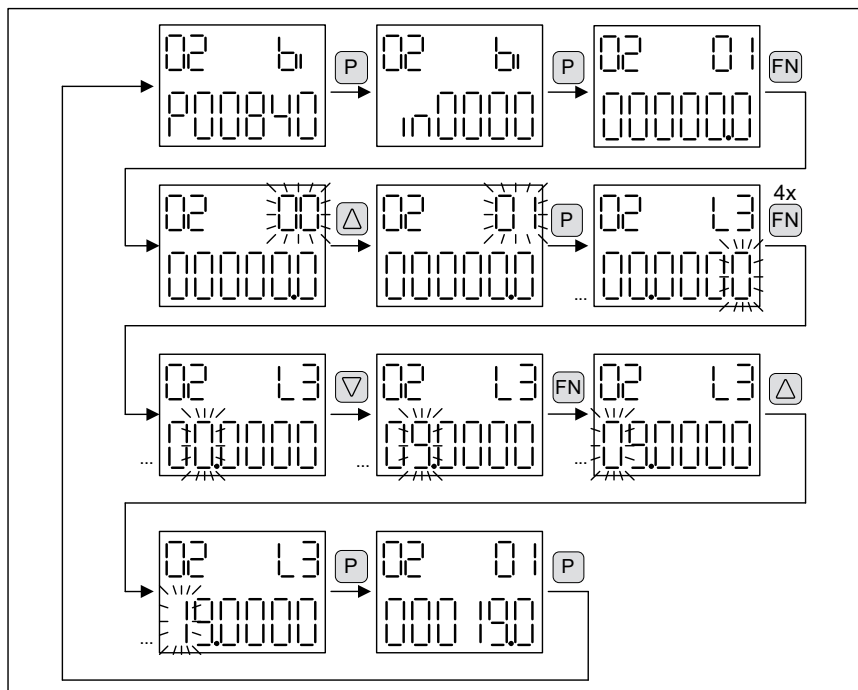 02 bi P 02 bi P 02 01 FN
P00840 in0000 00000.0
4x
02 00 △ 02 01 P 02 L3 FN
00000.0 00000.0 ... 00.0000
02 L3 ▽ 02 L3 FN 02 L3 △
... 00.0000 ... 09.0000 ... 09.0000
02 L3 P 02 01 P
... 19.0000 00019.0